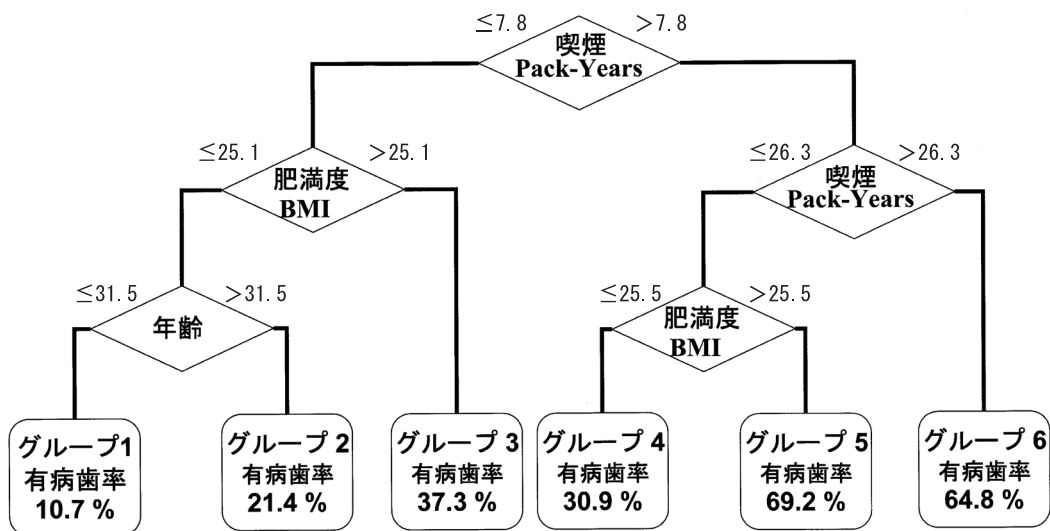 ≦7.8
>7.8
喫煙
Pack-Years
≦25.1
>25.1
肥満度
BMI
≦26.3
>26.3
喫煙
Pack-Years
≦31.5
>31.5
年齢
≦25.5
>25.5
肥満度
BMI
グループ1
有病歯率
10.7 %
グループ 2
有病歯率
21.4 %
グループ 3
有病歯率
37.3 %
グループ 4
有病歯率
30.9 %
グループ 5
有病歯率
69.2 %
グループ 6
有病歯率
64.8 %